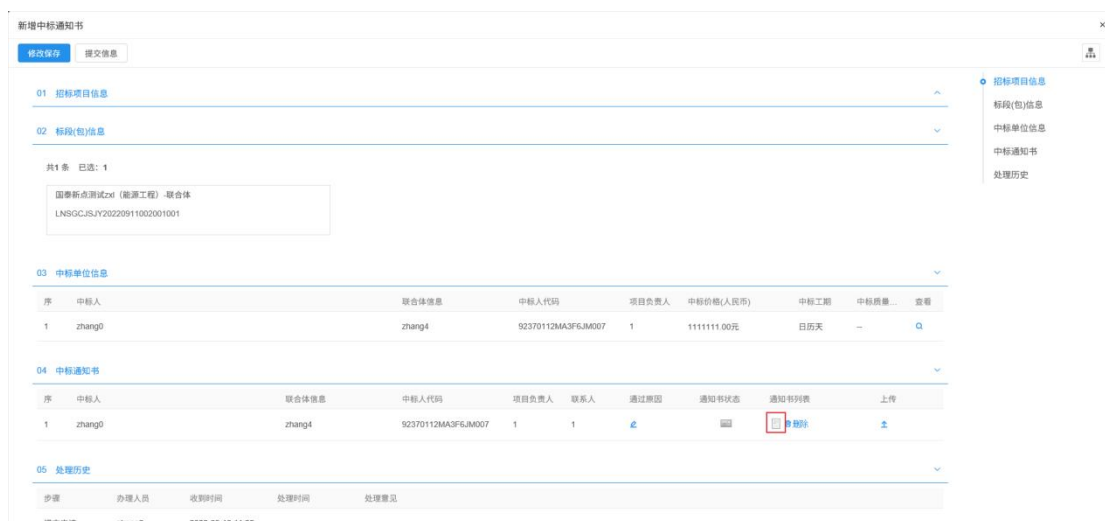 新增中标通知书
×
修改保存 提交信息
01 招标项目信息
02 标段(包)信息
共1条 已选：1
国泰新点测试zxl（能源工程）-联合体
LNSGCJSJY20220911002001001
03 中标单位信息
序 中标人 联合体信息 中标人代码 项目负责人 中标价格(人民币) 中标工期 中标质量... 查看
1 zhang0 zhang4 92370112MA3F6JM007 1 1111111.00元 日历天 --
04 中标通知书
序 中标人 联合体信息 中标人代码 项目负责人 联系人 通过原因 通知书状态 通知书列表 上传
1 zhang0 zhang4 92370112MA3F6JM007 1 1 删除
05 处理历史
步骤 办理人员 收到时间 处理时间 处理意见
招标项目信息
标段(包)信息
中标单位信息
中标通知书
处理历史